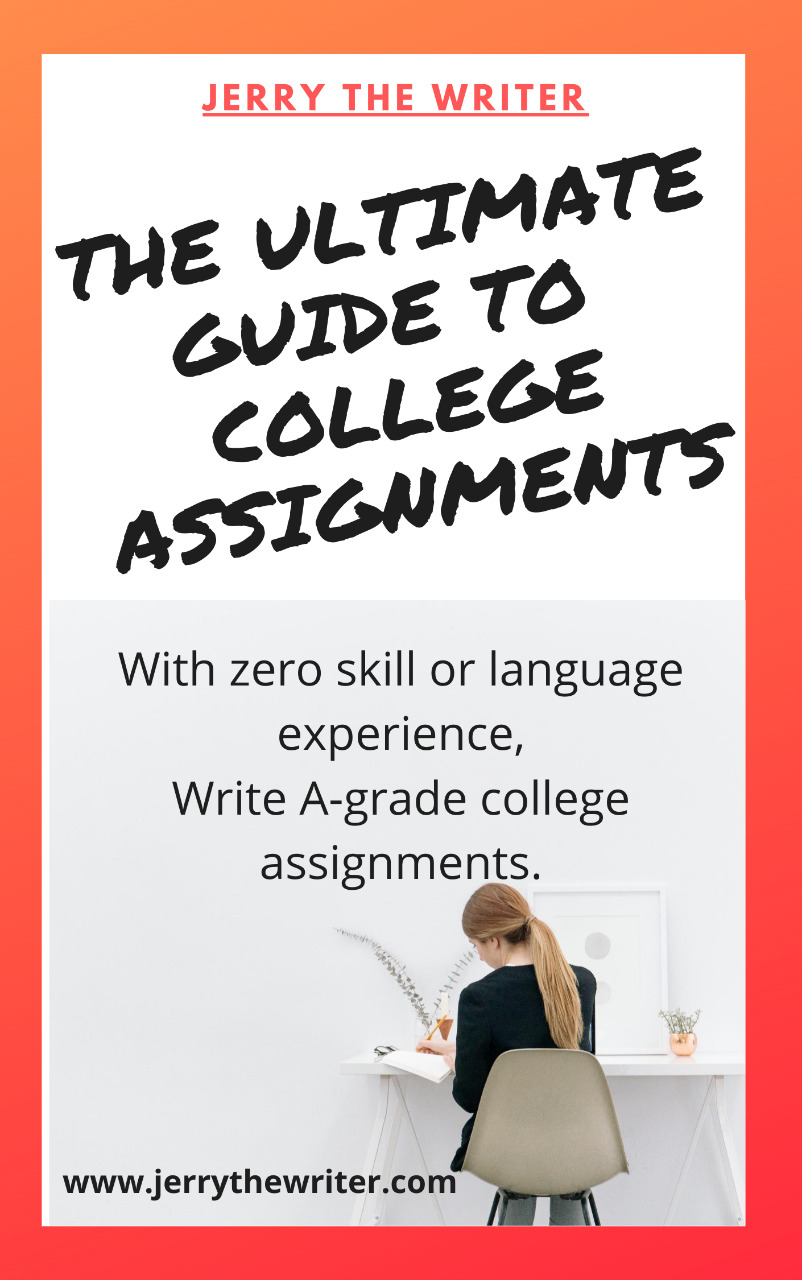 JERRY THE WRITER
THE ULTIMATE
GUIDE TO
COLLEGE
ASSIGNMENTS
With zero skill or language
experience,
Write A-grade college
assignments.
www.jerrythewriter.com